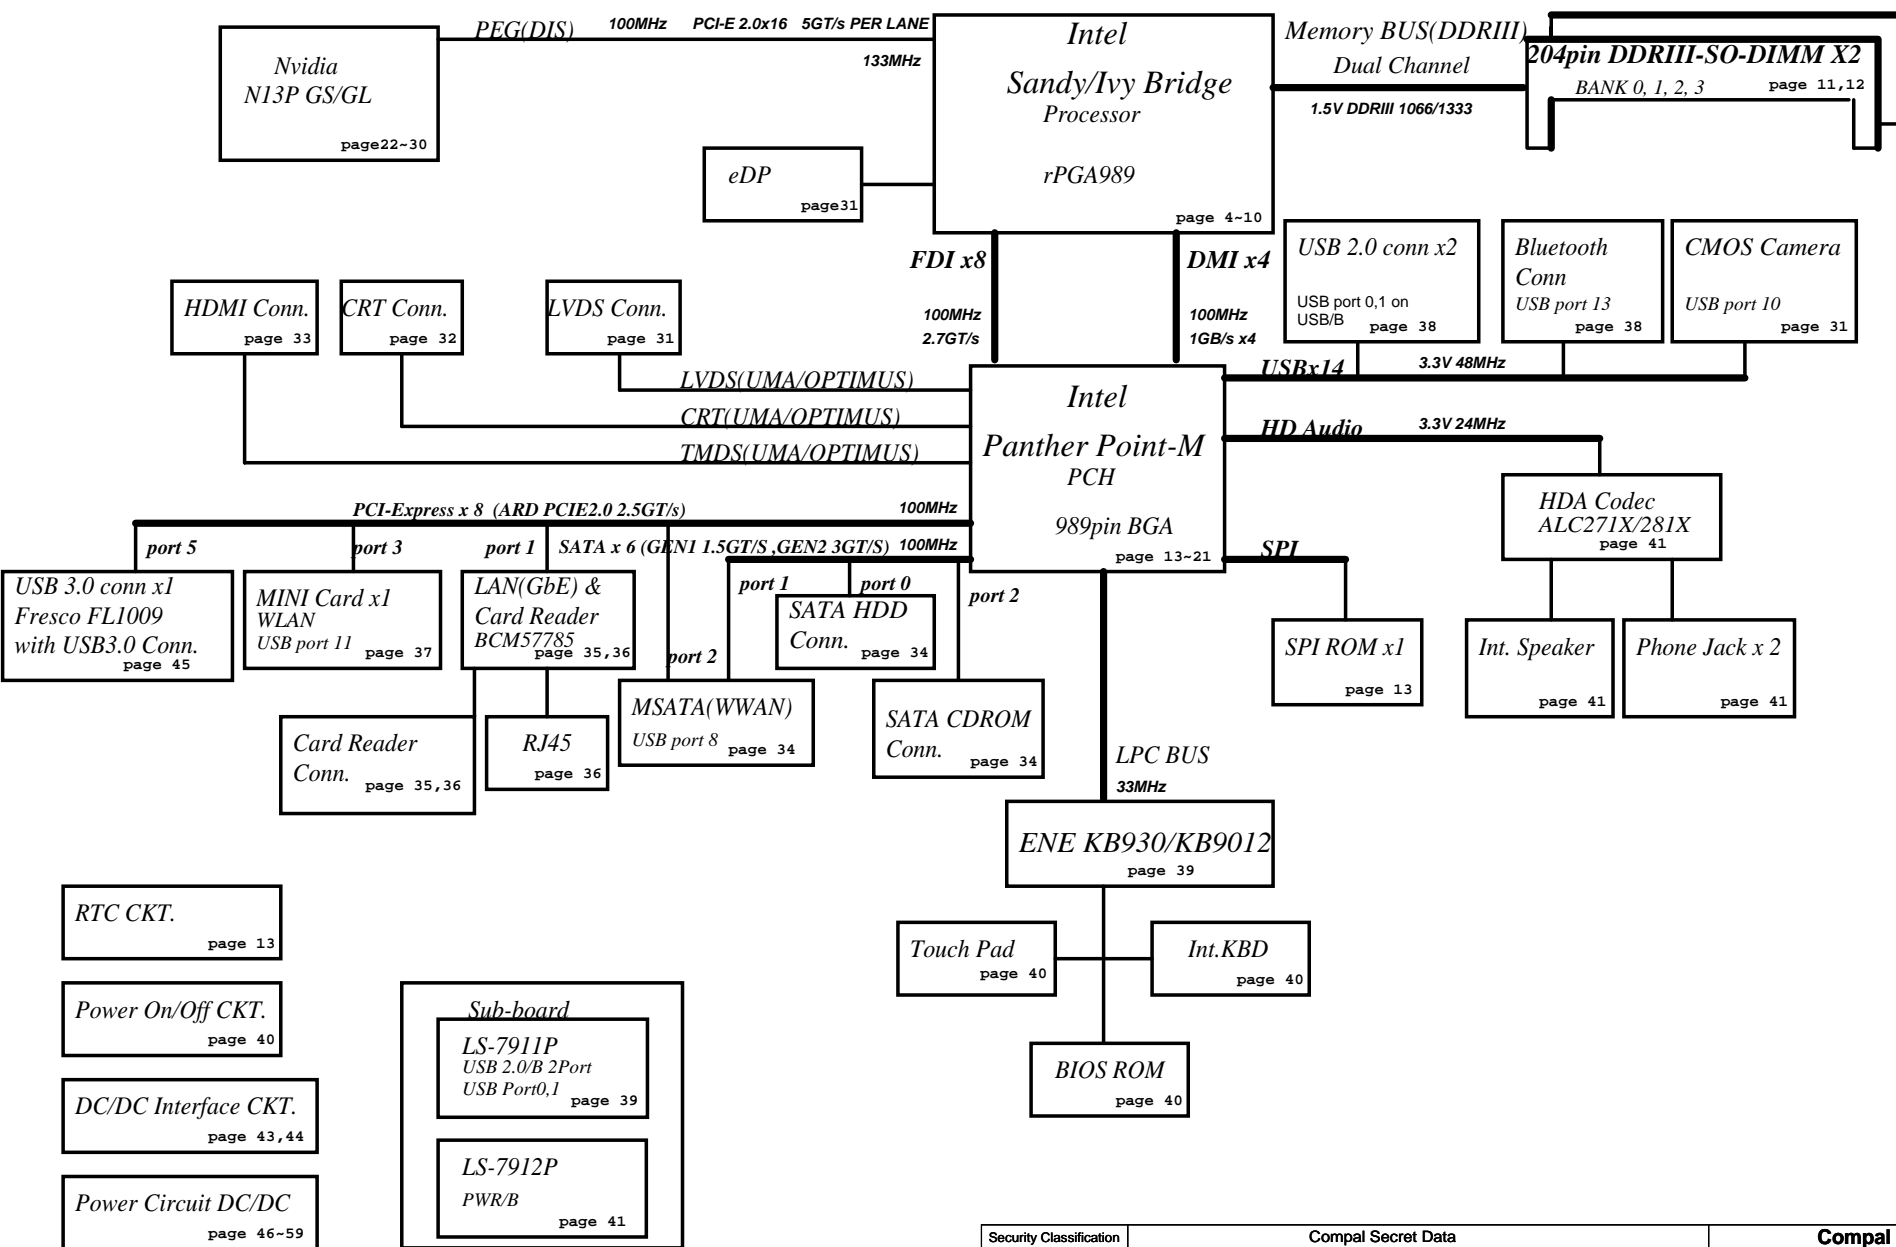 PEG(DIS)
100MHz PCI-E 2.0x16 5GT/s PER LANE
133MHz
Nvidia
N13P GS/GL
page22~30
Intel
Sandy/Ivy Bridge
Processor
rPGA989
page 4~10
Memory BUS(DDRIII)
Dual Channel
1.5V DDRIII 1066/1333
204pin DDRIII-SO-DIMM X2
BANK 0, 1, 2, 3
page 11,12
eDP
page31
FDI x8
100MHz
2.7GT/s
DMI x4
100MHz
1GB/s x4
USB 2.0 conn x2
USB port 0,1 on
USB/B
page 38
Bluetooth
Conn
USB port 13
page 38
CMOS Camera
USB port 10
page 31
HDMI Conn.
page 33
CRT Conn.
page 32
LVDS Conn.
page 31
LVDS(UMA/OPTIMUS)
CRT(UMA/OPTIMUS)
TMDS(UMA/OPTIMUS)
Intel
Panther Point-M
PCH
989pin BGA
page 13~21
USBx14
3.3V 48MHz
HD Audio
3.3V 24MHz
HDA Codec
ALC271X/281X
page 41
SPI
PCI-Express x 8 (ARD PCIE2.0 2.5GT/s)
100MHz
port 5
port 3
port 1
SATA x 6 (GEN1 1.5GT/S ,GEN2 3GT/S)
100MHz
USB 3.0 conn x1
Fresco FL1009
with USB3.0 Conn.
page 45
MINI Card x1
WLAN
USB port 11
page 37
LAN(GbE) &
Card Reader
BCM57785
page 35,36
port 2
port 1
port 0
port 2
SATA HDD
Conn.
page 34
SPI ROM x1
page 13
Int. Speaker
page 41
Phone Jack x 2
page 41
Card Reader
Conn.
page 35,36
RJ45
page 36
MSATA(WWAN)
USB port 8
page 34
SATA CDROM
Conn.
page 34
LPC BUS
33MHz
ENE KB930/KB9012
page 39
RTC CKT.
page 13
Touch Pad
page 40
Int.KBD
page 40
Power On/Off CKT.
page 40
Sub-board
LS-7911P
USB 2.0/B 2Port
USB Port0,1
page 39
BIOS ROM
page 40
DC/DC Interface CKT.
page 43,44
LS-7912P
PWR/B
page 41
Power Circuit DC/DC
page 46~59
Security Classification
Compal Secret Data
Compal